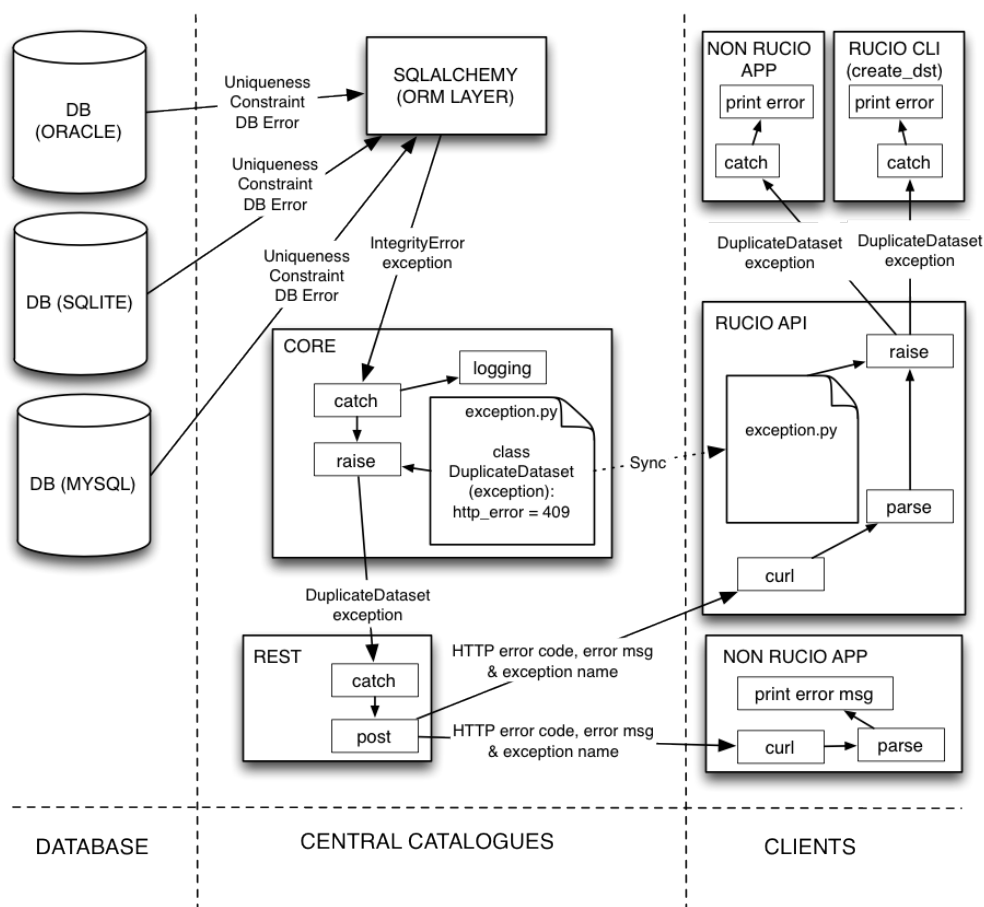 DB
(ORACLE)
DB (SQLITE)
DB (MYSQL)
Uniqueness
Constraint
DB Error
Uniqueness
Constraint
DB Error
Uniqueness
Constraint
DB Error
SQLALCHEMY
(ORM LAYER)
IntegrityError
exception
CORE
logging
catch
raise
exception.py
class
DuplicateDataset
(exception):
http_error = 409
Sync
DuplicateDataset
exception
REST
catch
post
HTTP error code, error msg
& exception name
HTTP error code, error msg
& exception name
NON RUCIO
APP
print error
catch
RUCIO CLI
(create_dst)
print error
catch
DuplicateDataset
exception
DuplicateDataset
exception
RUCIO API
raise
exception.py
parse
curl
NON RUCIO APP
print error msg
curl
parse
DATABASE
CENTRAL CATALOGUES
CLIENTS